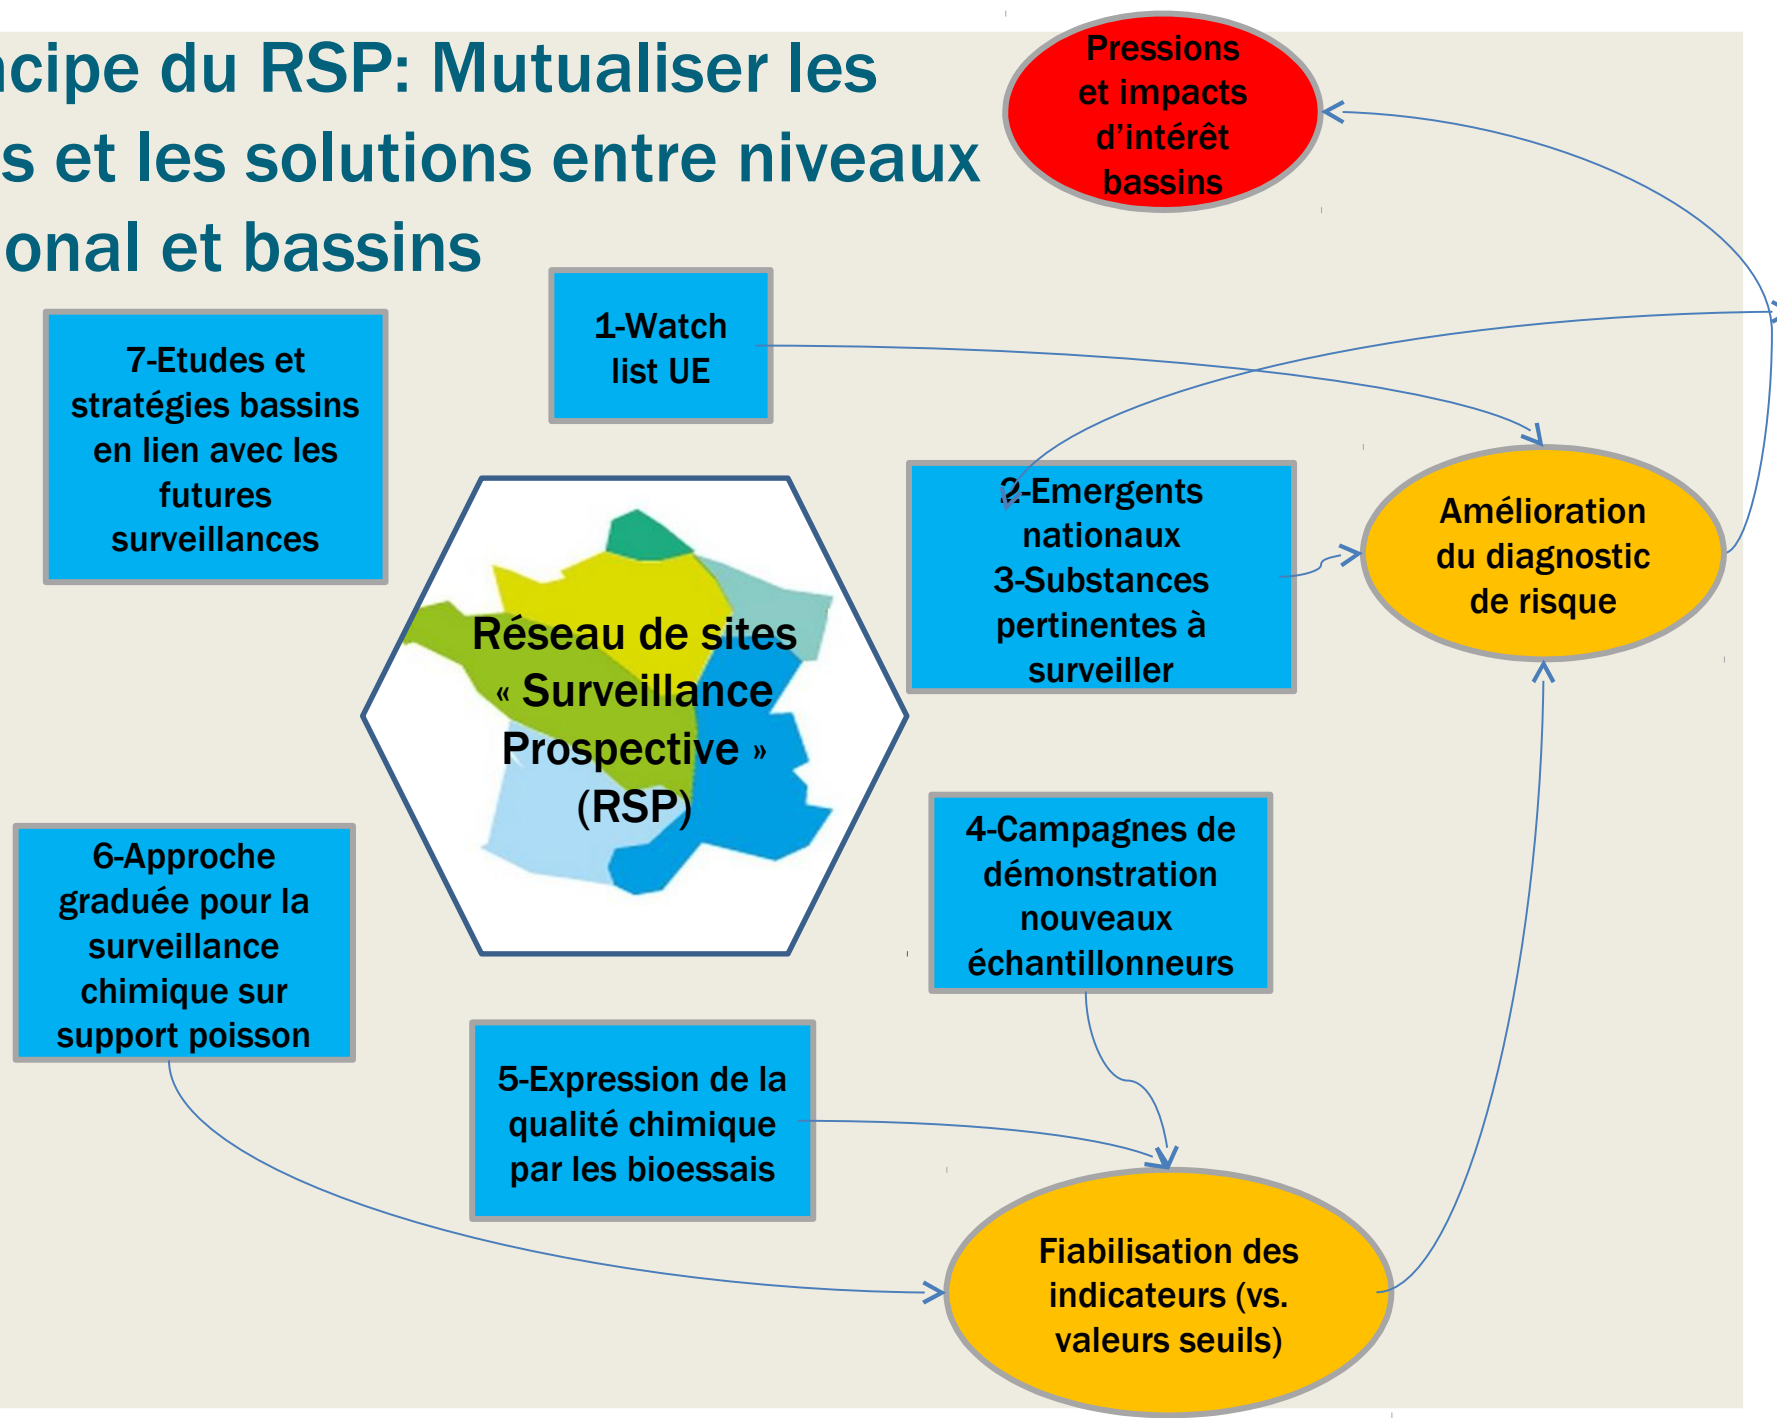 ncipe du RSP: Mutualiser les
s et les solutions entre niveaux
onal et bassins
Pressions
et impacts
d’intérêt
bassins
1-Watch
list UE
7-Etudes et
stratégies bassins
en lien avec les
futures
surveillances
2-Emergents
nationaux
3-Substances
pertinentes à
surveiller
Amélioration
du diagnostic
de risque
Réseau de sites
« Surveillance
Prospective »
(RSP)
4-Campagnes de
démonstration
nouveaux
échantillonneurs
6-Approche
graduée pour la
surveillance
chimique sur
support poisson
5-Expression de la
qualité chimique
par les bioessais
Fiabilisation des
indicateurs (vs.
valeurs seuils)